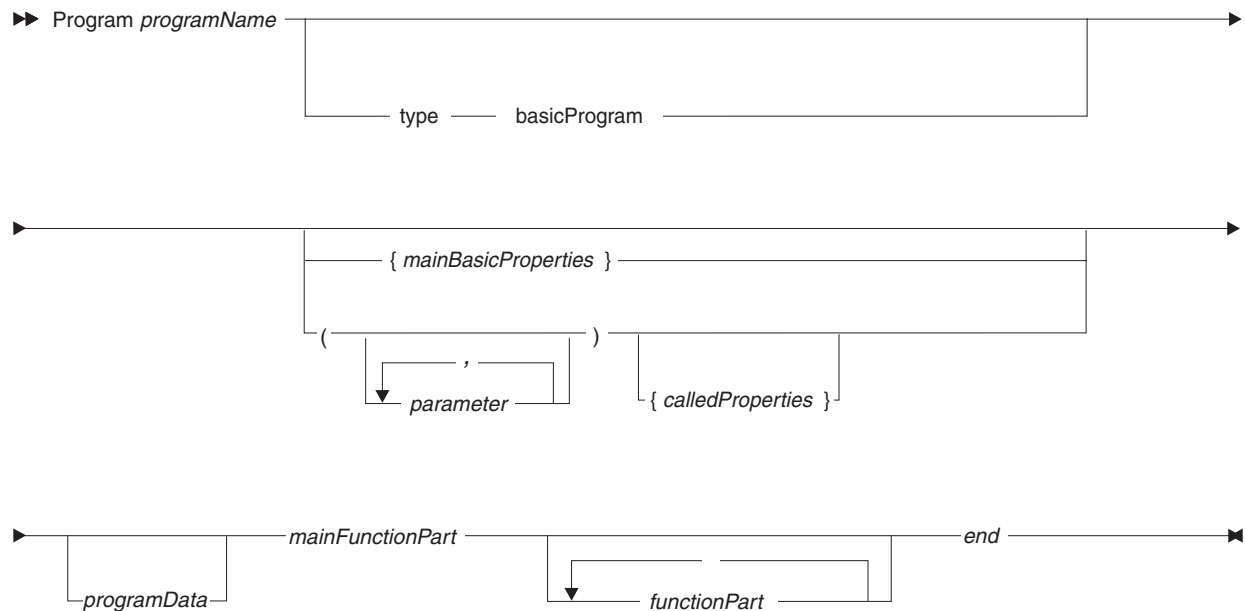 Program programName
type basicProgram
{ mainBasicProperties }
( )
,
parameter
{ calledProperties }
mainFunctionPart end
programData
functionPart